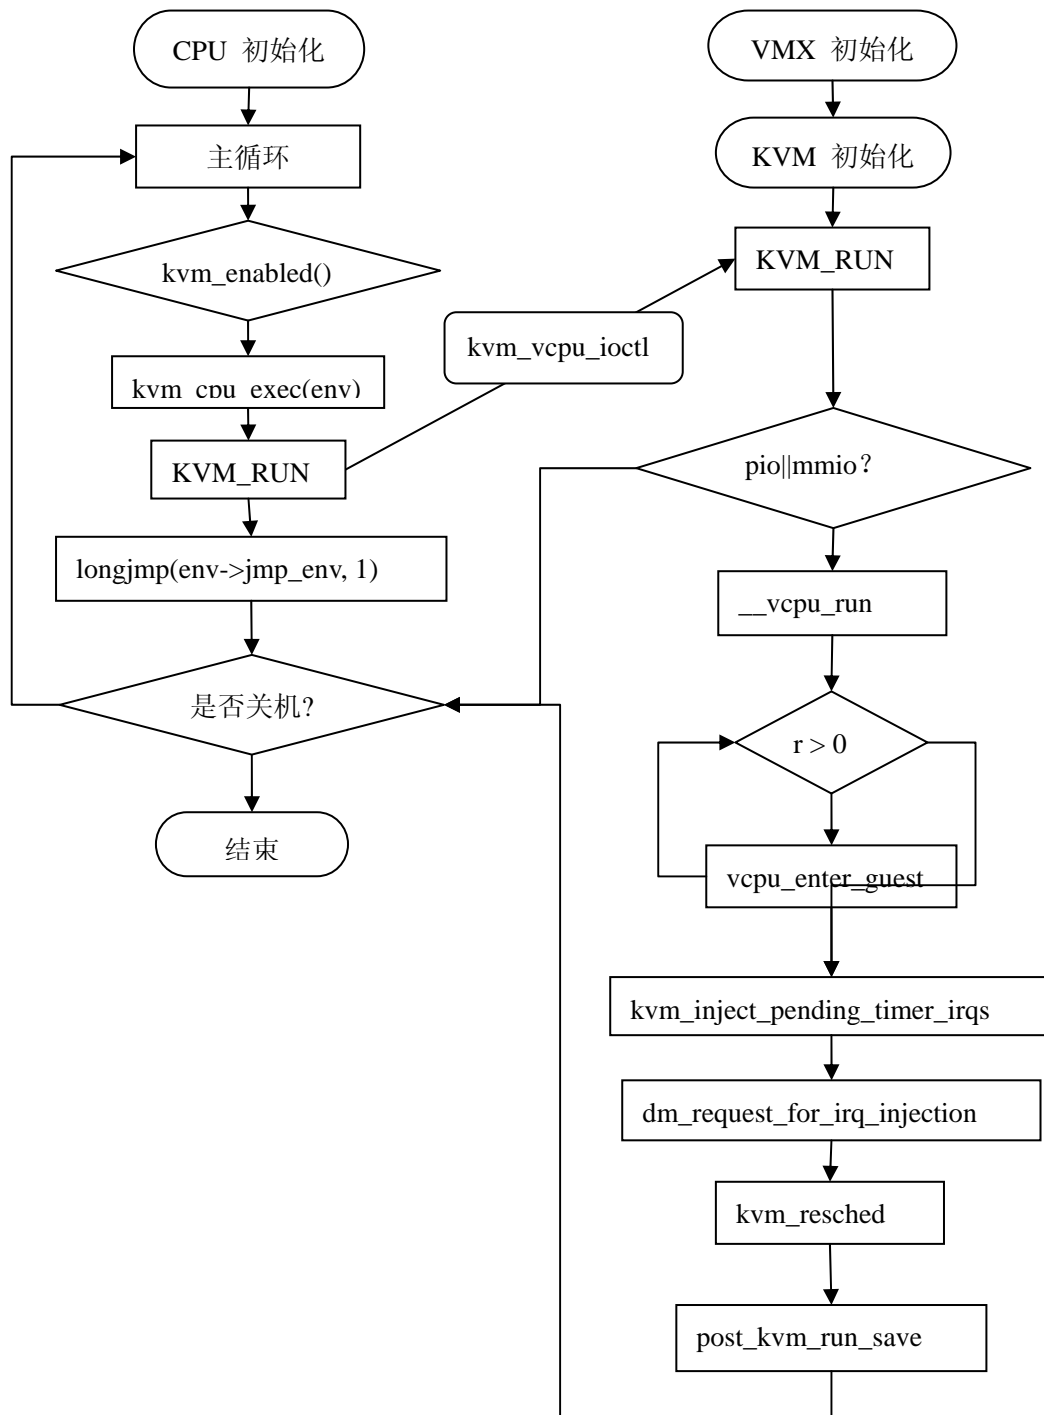 CPU 初始化
主循环
kvm_enabled()
kvm_cpu_exec(env)
KVM_RUN
longjmp(env->jmp_env, 1)
是否关机?
结束
kvm_vcpu_ioctl
VMX 初始化
KVM 初始化
KVM_RUN
pio||mmio？
__vcpu_run
r > 0
vcpu_enter_guest
kvm_inject_pending_timer_irqs
dm_request_for_irq_injection
kvm_resched
post_kvm_run_save